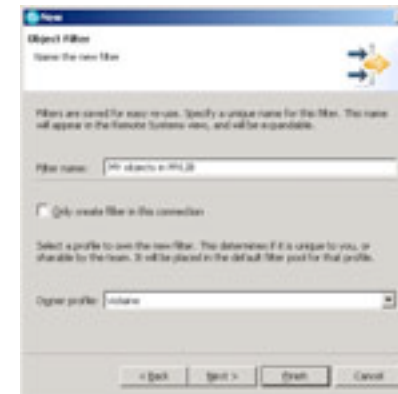 New
Object Filter
Name the new filter
Filters are saved for easy re-use. Specify a unique name for this filter. This name
will appear in the Remote Systems view, and will be expandable.
Filter name: MY objects in MYLIB
Only create filter in this connection
Select a profile to own the new filter. This determines if it is unique to you, or
sharable by the team. It will be placed in the default filter pool for that profile.
Owner profile:
< Back Next > Finish Cancel